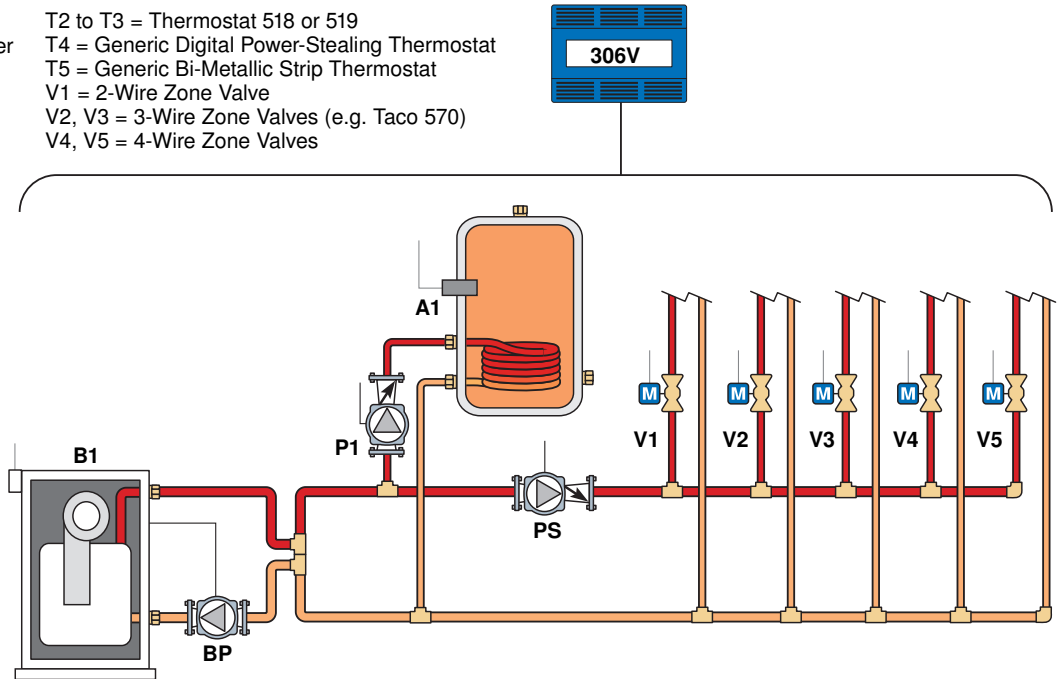 T2 to T3 = Thermostat 518 or 519
er
T4 = Generic Digital Power-Stealing Thermostat
T5 = Generic Bi-Metallic Strip Thermostat
V1 = 2-Wire Zone Valve
V2, V3 = 3-Wire Zone Valves (e.g. Taco 570)
V4, V5 = 4-Wire Zone Valves
306V
A1
M M M M M
V1 V2 V3 V4 V5
P1
B1
PS
BP